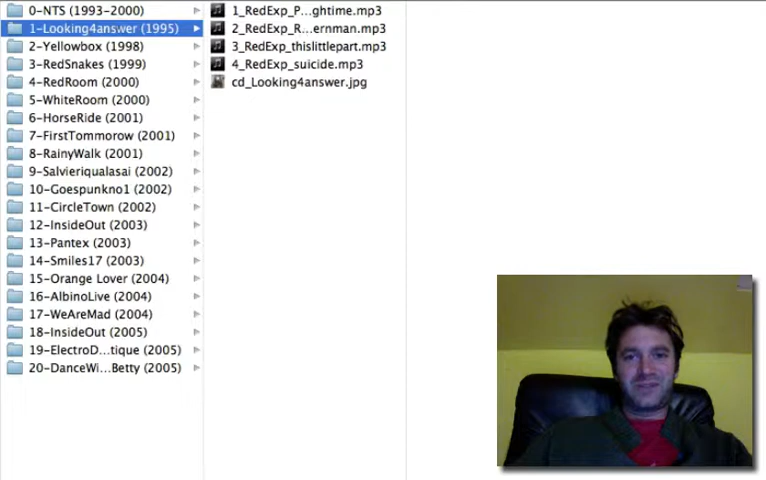 0-NTS (1993-2000)
1-Looking4answer (1995)
2-Yellowbox (1998)
3-RedSnakes (1999)
4-RedRoom (2000)
5-WhiteRoom (2000)
6-HorseRide (2001)
7-FirstTommorow (2001)
8-RainyWalk (2001)
9-Salvieriqualasai (2002)
10-Goespunkno1 (2002)
11-CircleTown (2002)
12-InsideOut (2003)
13-Pantex (2003)
14-Smiles17 (2003)
15-Orange Lover (2004)
16-AlbinoLive (2004)
17-WeAreMad (2004)
18-InsideOut (2005)
19-ElectroD...tique (2005)
20-DanceWi...Betty (2005)
1_RedExp_P...ghtime.mp3
2_RedExp_R...ernman.mp3
3_RedExp_thislittlepart.mp3
4_RedExp_suicide.mp3
cd_Looking4answer.jpg